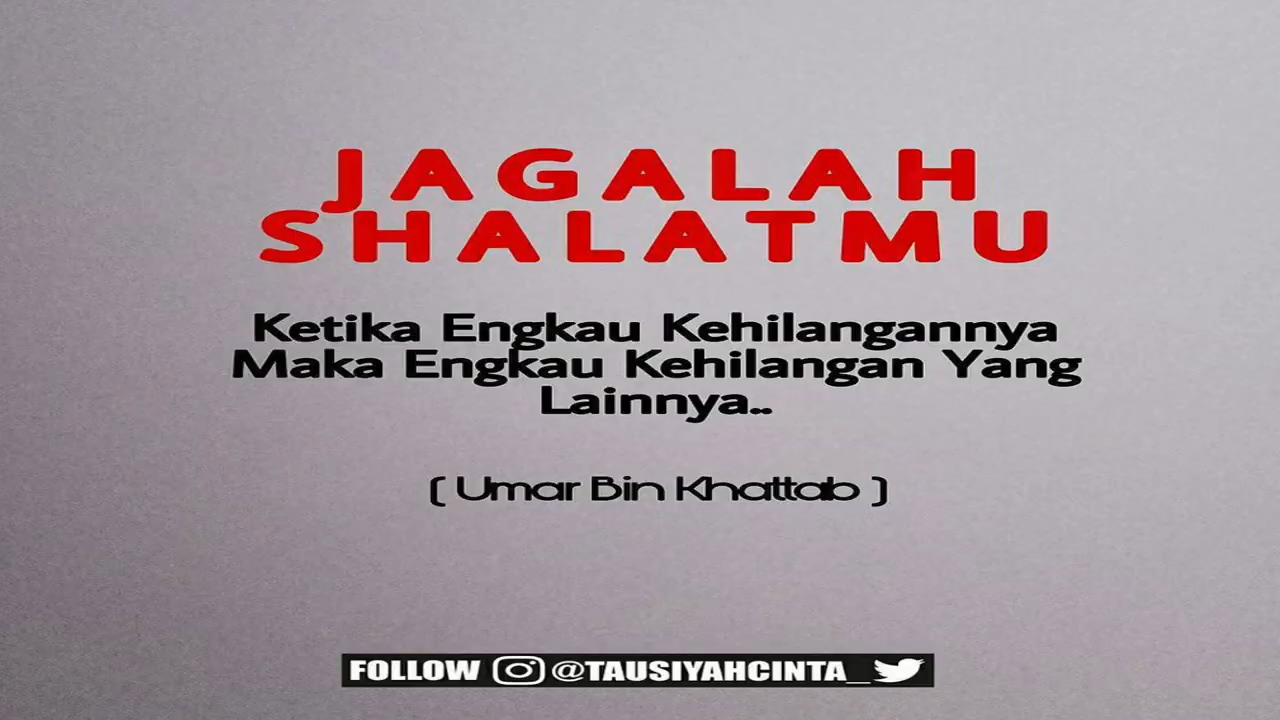 JAGALAH
SHALATMU
Ketika Engkau Kehilangannya
Maka Engkau Kehilangan Yang
Lainnya..
( Umar Bin Khattab )
FOLLOW @TAUSIYAHCINTA_